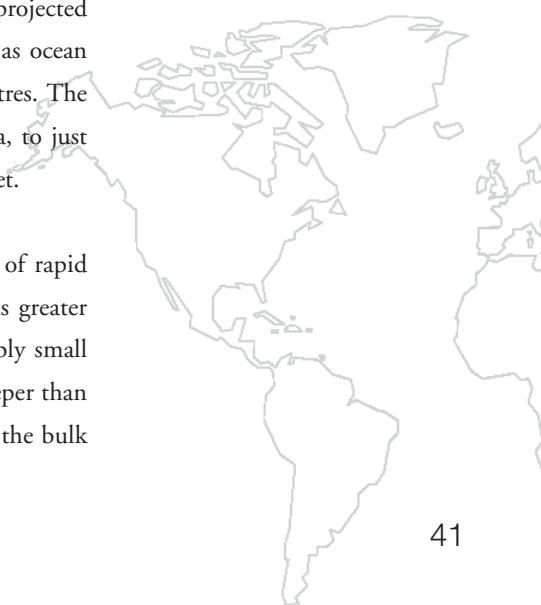 projected
as ocean
tres. The
a, to just
et.
of rapid
s greater
bly small
eper than
the bulk
41